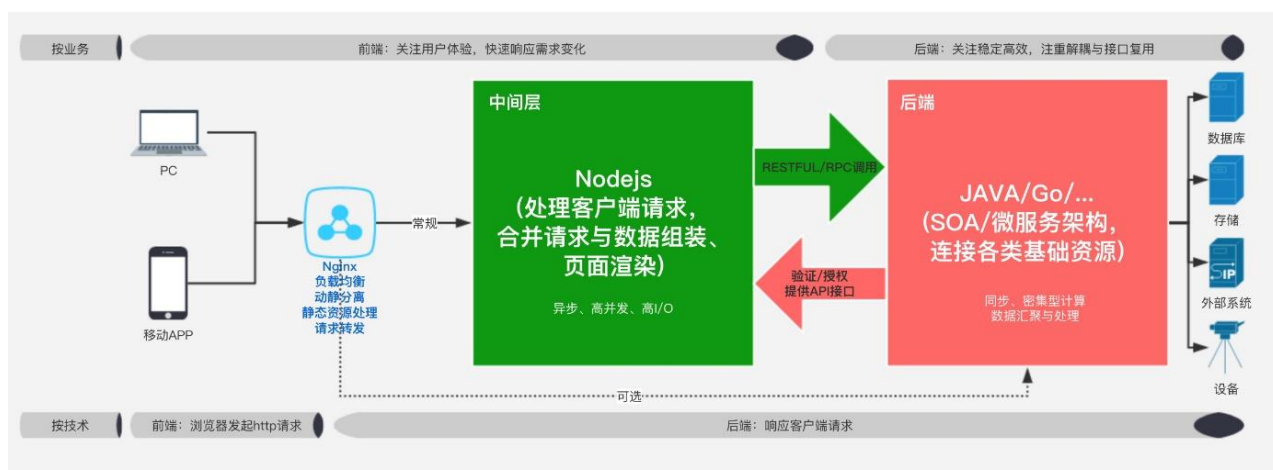 按业务
前端：关注用户体验，快速响应需求变化
后端：关注稳定高效，注重解耦与接口复用
PC
移动APP
Nginx
负载均衡
动静分离
静态资源处理
请求转发
常规
中间层
Nodejs
（处理客户端请求，
合并请求与数据组装、
页面渲染）
异步、高并发、高I/O
RESTFUL/RPC调用
验证/授权
提供API接口
后端
JAVA/Go/...
（SOA/微服务架构，
连接各类基础资源）
同步、密集型计算
数据汇聚与处理
数据库
存储
SIP
外部系统
设备
可选
按技术
前端：浏览器发起http请求
后端：响应客户端请求